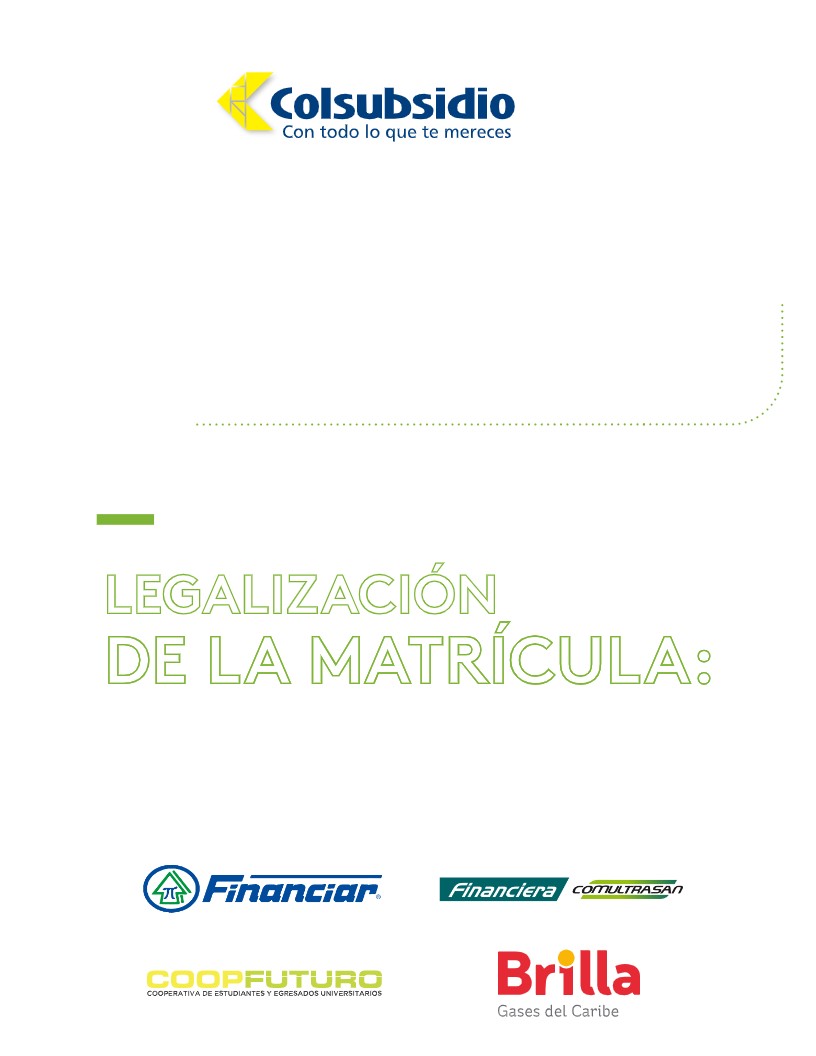 Colsubsidio
Con todo lo que te mereces
LEGALIZACIÓN
DE LA MATRÍCULA:
Financiar®
Financiera COMULTRASAN
COOPFUTURO
COOPERATIVA DE ESTUDIANTES Y EGRESADOS UNIVERSITARIOS
Brilla
Gases del Caribe